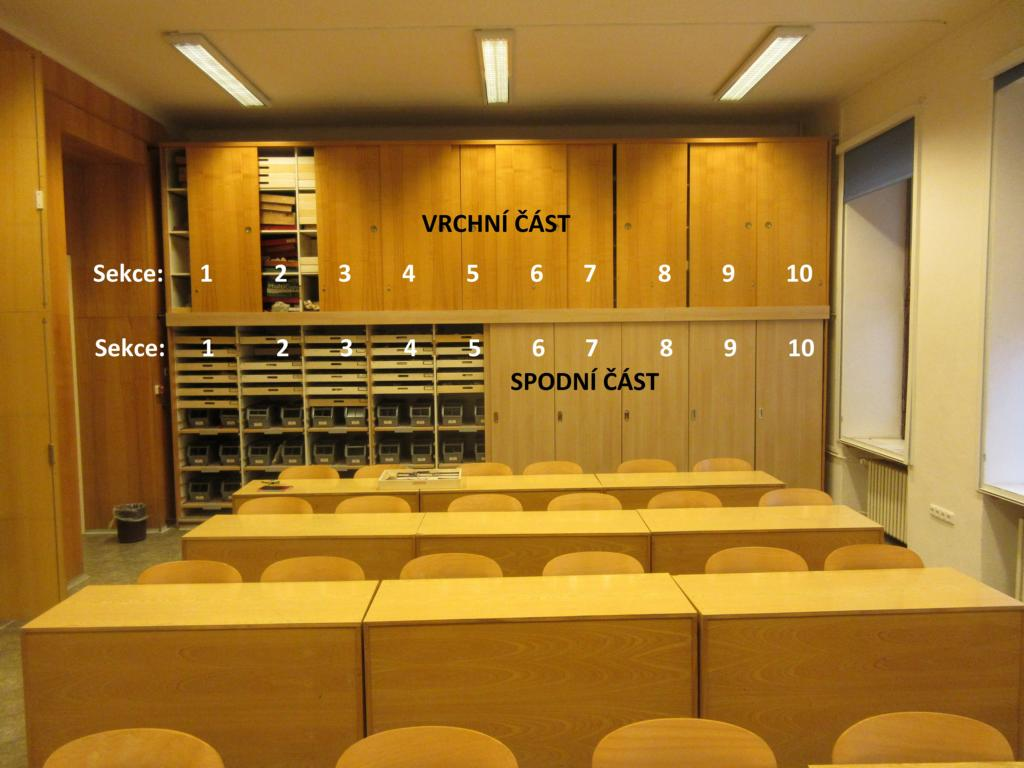 VRCHNÍ ČÁST
Sekce: 1 2 3 4 5 6 7 8 9 10
Sekce: 1 2 3 4 5 6 7 8 9 10
SPODNÍ ČÁST